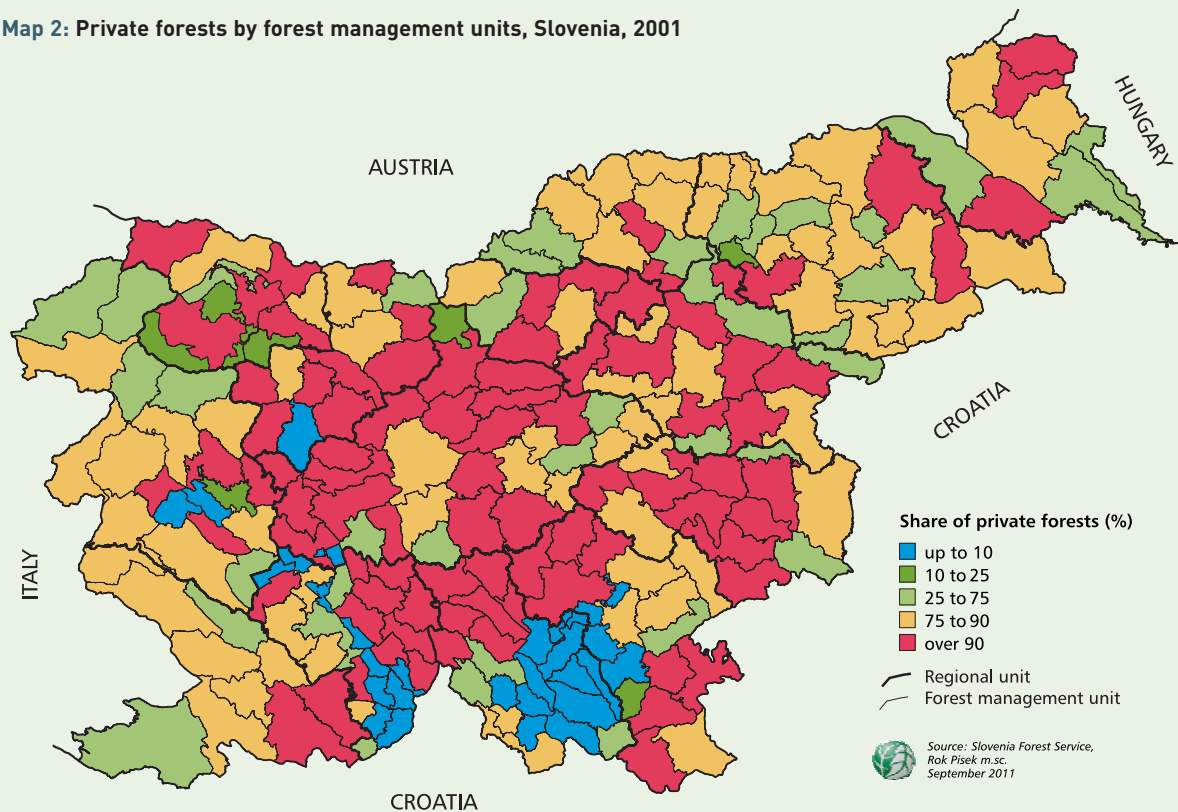 Map 2: Private forests by forest management units, Slovenia, 2001
HUNGARY
AUSTRIA
CROATIA
ITALY
Share of private forests (%)
up to 10
10 to 25
25 to 75
75 to 90
over 90
Regional unit
Forest management unit
Source: Slovenia Forest Service,
Rok Pisek m.sc.
September 2011
CROATIA